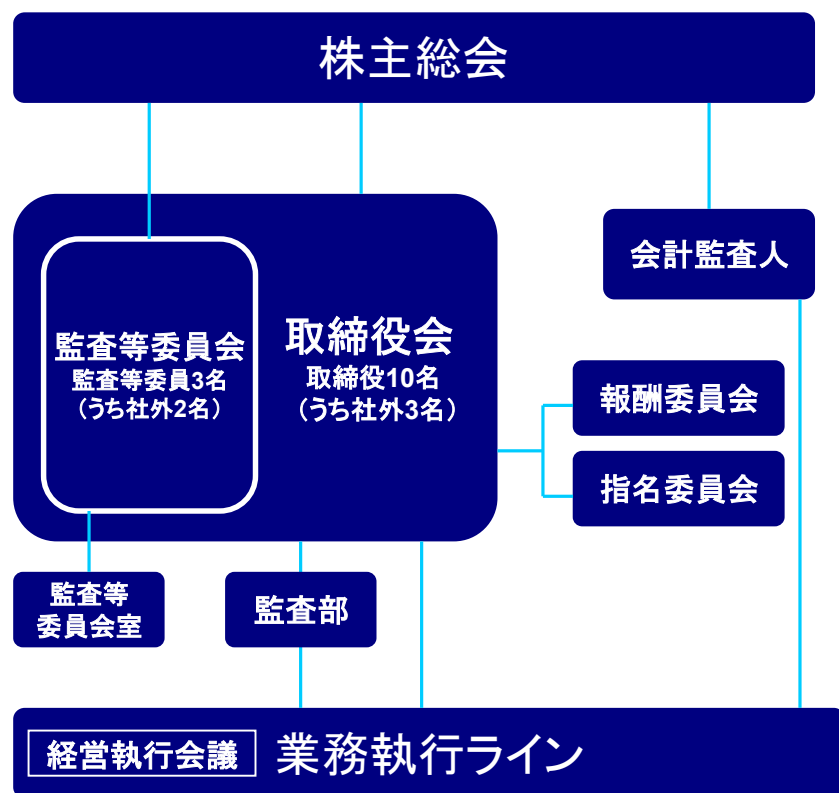 株主総会
会計監査人
取締役会
取締役10名
（うち社外3名）
監査等委員会
監査等委員3名
（うち社外2名）
報酬委員会
指名委員会
監査等
委員会室
監査部
経営執行会議
業務執行ライン